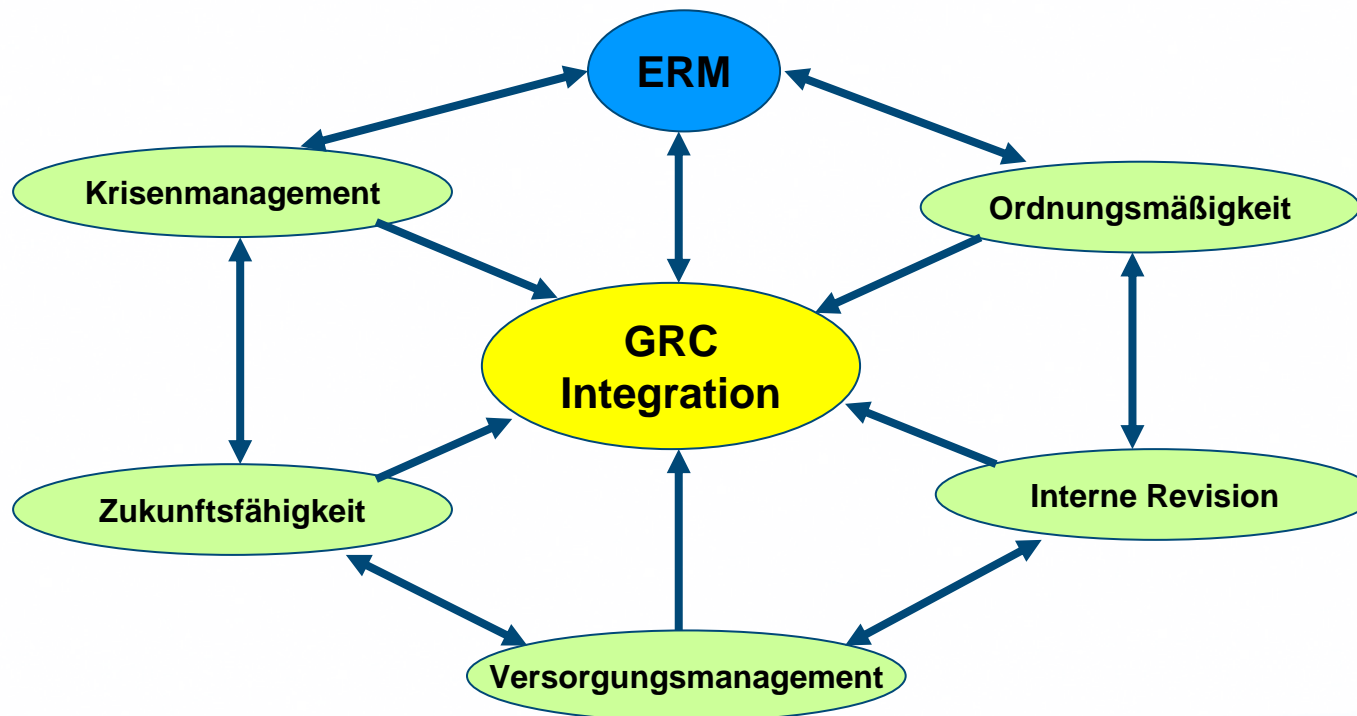 ERM
Krisenmanagement
Ordnungsmäßigkeit
GRC
Integration
Zukunftsfähigkeit
Interne Revision
Versorgungsmanagement